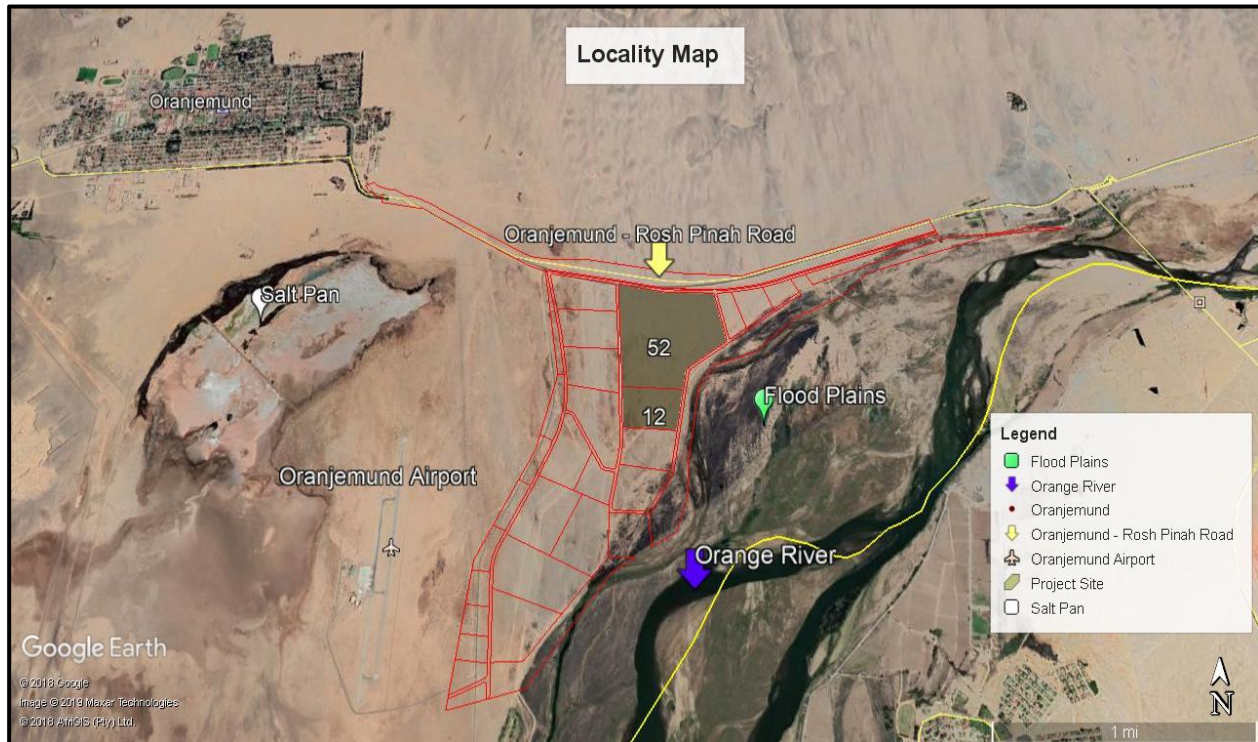 Locality Map
Oranjemund
Oranjemund - Rosh Pinah Road
Salt Pan
52
Flood Plains
12
Oranjemund Airport
Orange River
Legend
Flood Plains
Orange River
Oranjemund
Oranjemund - Rosh Pinah Road
Oranjemund Airport
Project Site
Salt Pan
Google Earth
© 2018 Google
Image © 2019 Maxar Technologies
© 2018 AfriGIS (Pty) Ltd.
N
1 mi